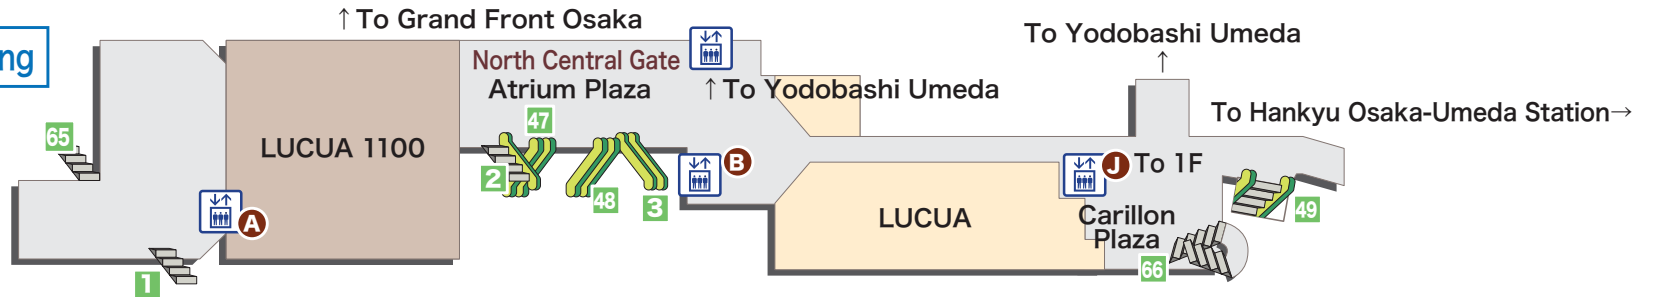 ng
↑To Grand Front Osaka
North Central Gate
Atrium Plaza
↑To Yodobashi Umeda
To Yodobashi Umeda
↑
To Hankyu Osaka-Umeda Station→
65
47
LUCUA 1100
2
B
J To 1F
48
3
49
A
LUCUA
Carillon
Plaza
66
1